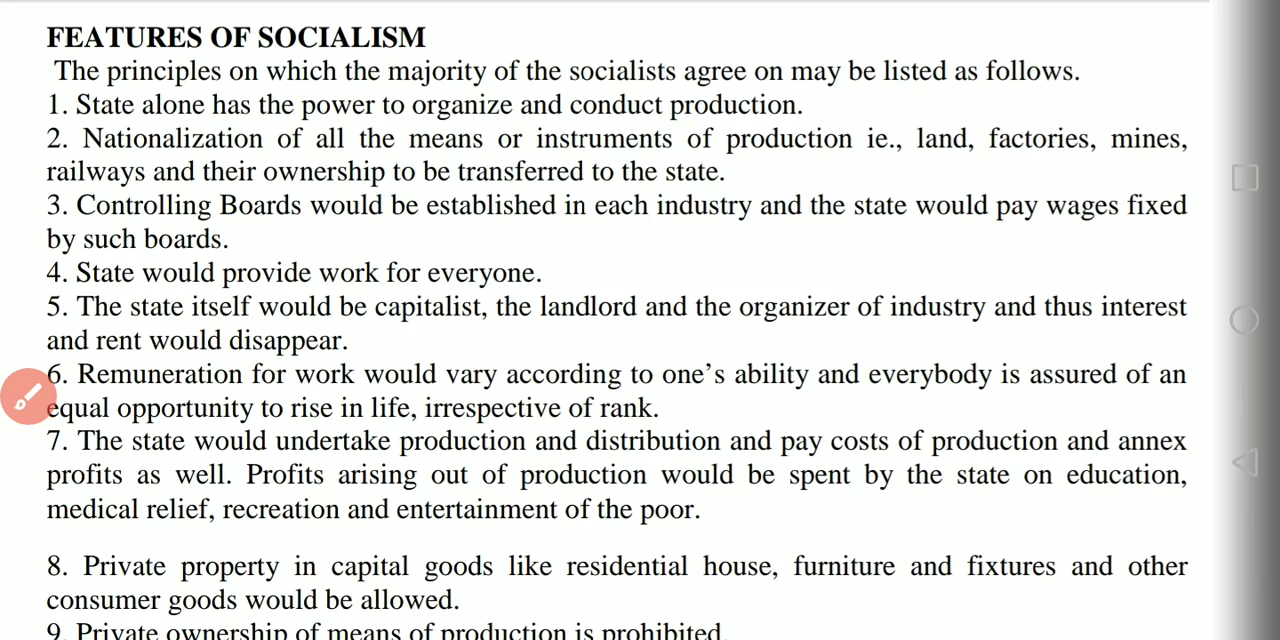 FEATURES OF SOCIALISM
The principles on which the majority of the socialists agree on may be listed as follows.
1. State alone has the power to organize and conduct production.
2. Nationalization of all the means or instruments of production ie., land, factories, mines,
railways and their ownership to be transferred to the state.
3. Controlling Boards would be established in each industry and the state would pay wages fixed
by such boards.
4. State would provide work for everyone.
5. The state itself would be capitalist, the landlord and the organizer of industry and thus interest
and rent would disappear.
6. Remuneration for work would vary according to one’s ability and everybody is assured of an
equal opportunity to rise in life, irrespective of rank.
7. The state would undertake production and distribution and pay costs of production and annex
profits as well. Profits arising out of production would be spent by the state on education,
medical relief, recreation and entertainment of the poor.
8. Private property in capital goods like residential house, furniture and fixtures and other
consumer goods would be allowed.
9. Private ownership of means of production is prohibited.